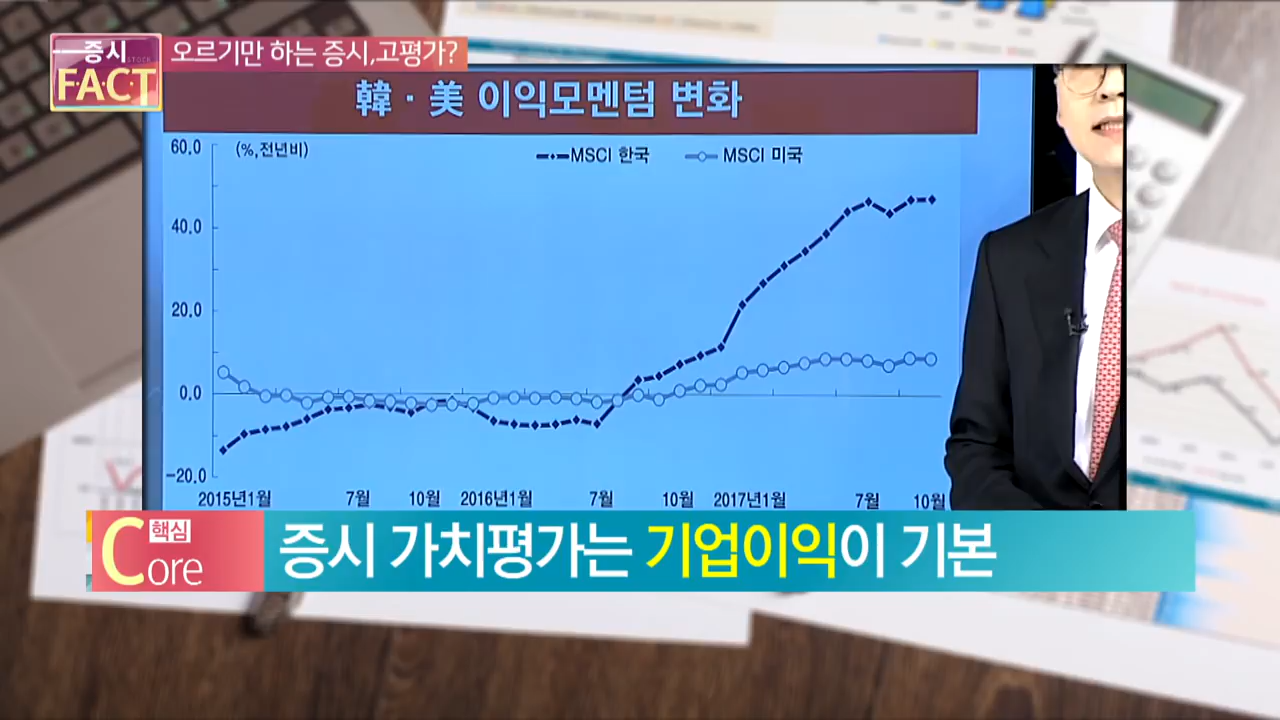 증시
STOCK
F.A.C.T
오르기만 하는 증시,고평가?
韓 · 美 이익모멘텀 변화
(%,전년비)
MSCI 한국
MSCI 미국
60.0
40.0
20.0
0.0
-20.0
2015년1월 7월 10월 2016년1월 7월 10월 2017년1월 7월 10월
Core 핵심
증시 가치평가는 기업이익이 기본